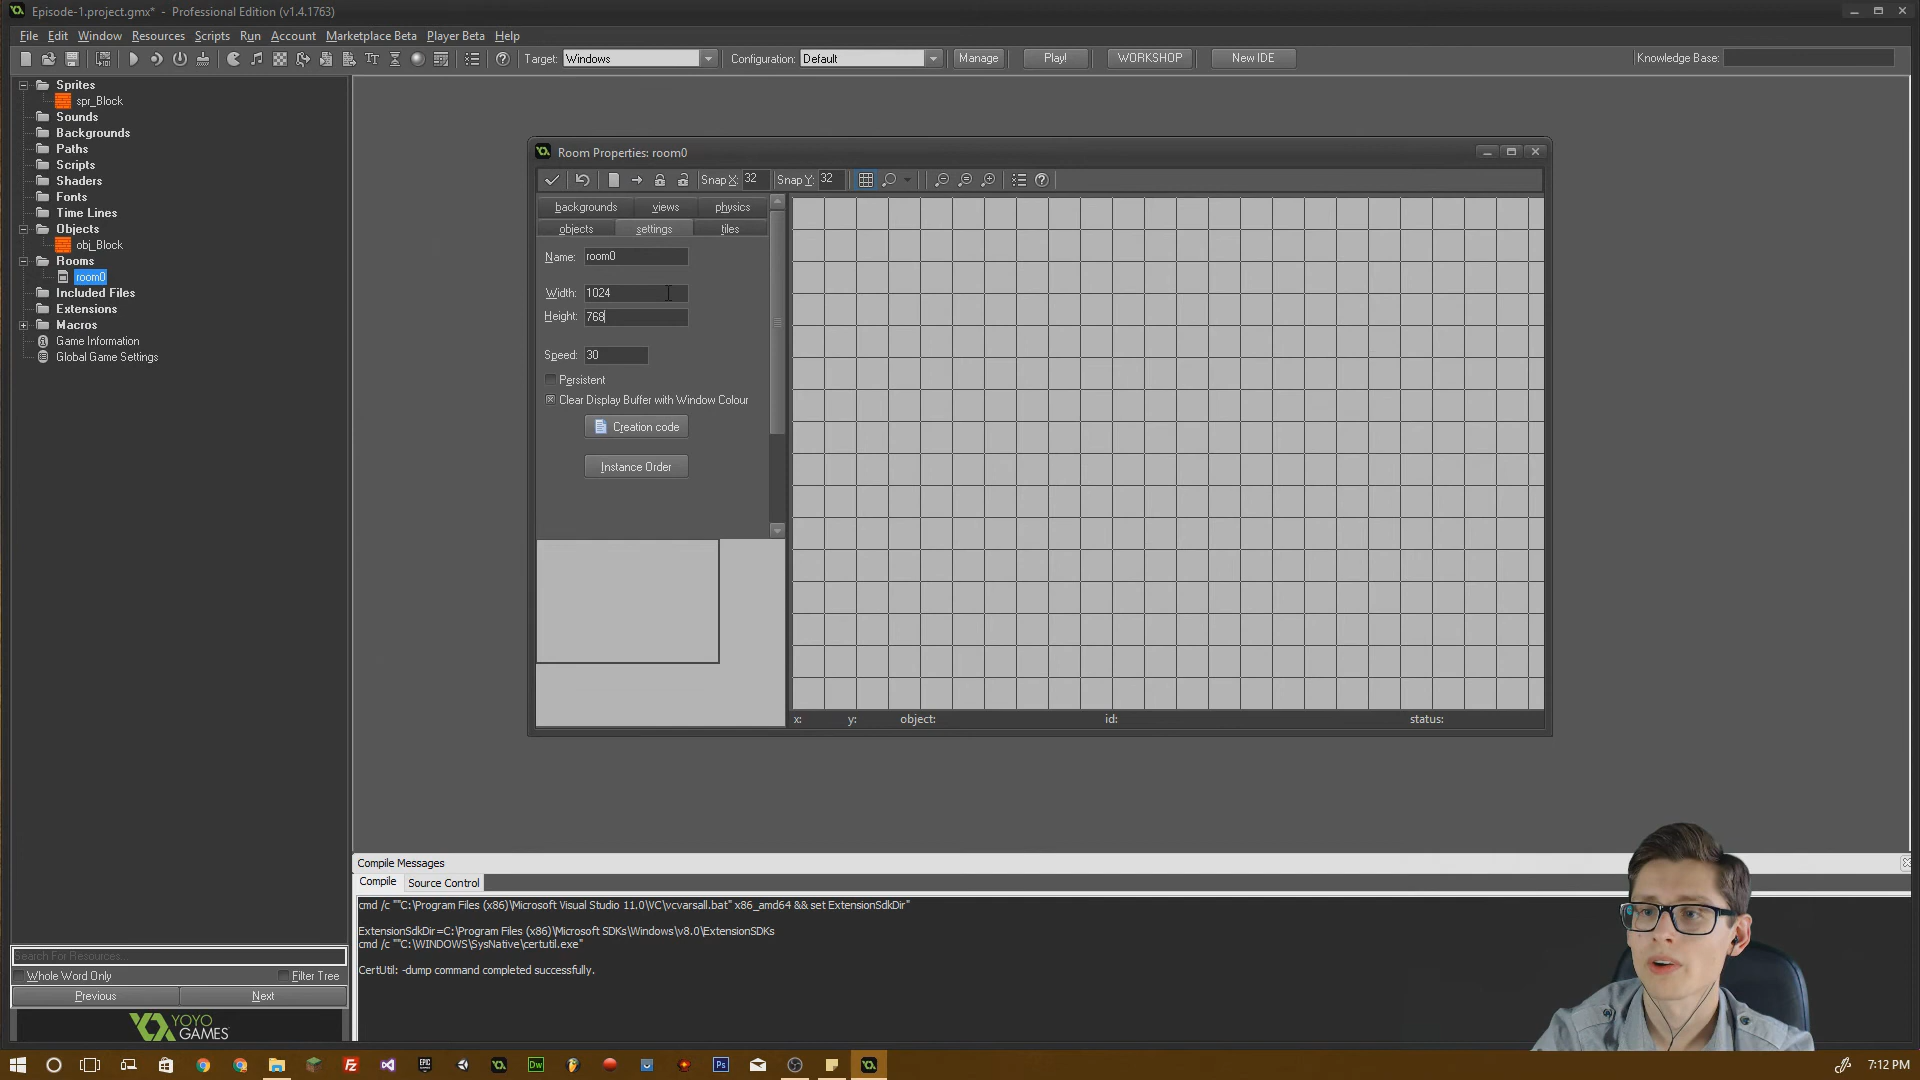 Episode-1.project.gmx* - Professional Edition (v1.4.1763)
File Edit Window Resources Scripts Run Account Marketplace Beta Player Beta Help
Target: Windows Configuration: Default Manage Play! WORKSHOP New IDE Knowledge Base:
Sprites
spr_Block
Sounds
Backgrounds
Paths
Scripts
Shaders
Fonts
Time Lines
Objects
obj_Block
Rooms
room0
Included Files
Extensions
Macros
Game Information
Global Game Settings
Room Properties: room0
Snap X: 32 Snap Y: 32
backgrounds views physics
objects settings tiles
Name: room0
Width: 1024
Height: 768
Speed: 30
Persistent
Clear Display Buffer with Window Colour
Creation code
Instance Order
x: y: object: id: status:
Compile Messages
Compile Source Control
cmd /c ""C:\Program Files (x86)\Microsoft Visual Studio 11.0\VC\vcvarsall.bat" x86_amd64 && set ExtensionSdkDir"
ExtensionSdkDir=C:\Program Files (x86)\Microsoft SDKs\Windows\v8.0\ExtensionSDKs
cmd /c ""C:\WINDOWS\SysNative\certutil.exe"
CertUtil: -dump command completed successfully.
Search For Resources...
Whole Word Only Filter Tree
Previous Next
YOYO
GAMES
EPIC
Dw
Ps
7:12 PM